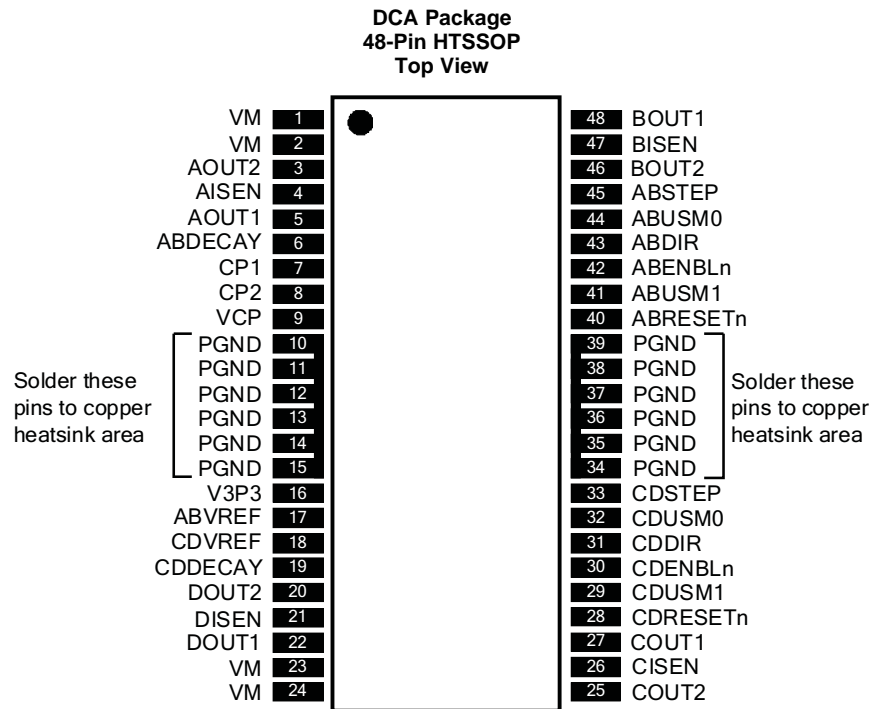 DCA Package
48-Pin HTSSOP
Top View
VM 1
VM 2
AOUT2 3
AISEN 4
AOUT1 5
ABDECAY 6
CP1 7
CP2 8
VCP 9
PGND 10
PGND 11
PGND 12
PGND 13
PGND 14
PGND 15
V3P3 16
ABVREF 17
CDVREF 18
CDDECAY 19
DOUT2 20
DISEN 21
DOUT1 22
VM 23
VM 24
Solder these
pins to copper
heatsink area
48 BOUT1
47 BISEN
46 BOUT2
45 ABSTEP
44 ABUSM0
43 ABDIR
42 ABENBLn
41 ABUSM1
40 ABRESETn
39 PGND
38 PGND
37 PGND
36 PGND
35 PGND
34 PGND
33 CDSTEP
32 CDUSM0
31 CDDIR
30 CDENBLn
29 CDUSM1
28 CDRESETn
27 COUT1
26 CISEN
25 COUT2
Solder these
pins to copper
heatsink area